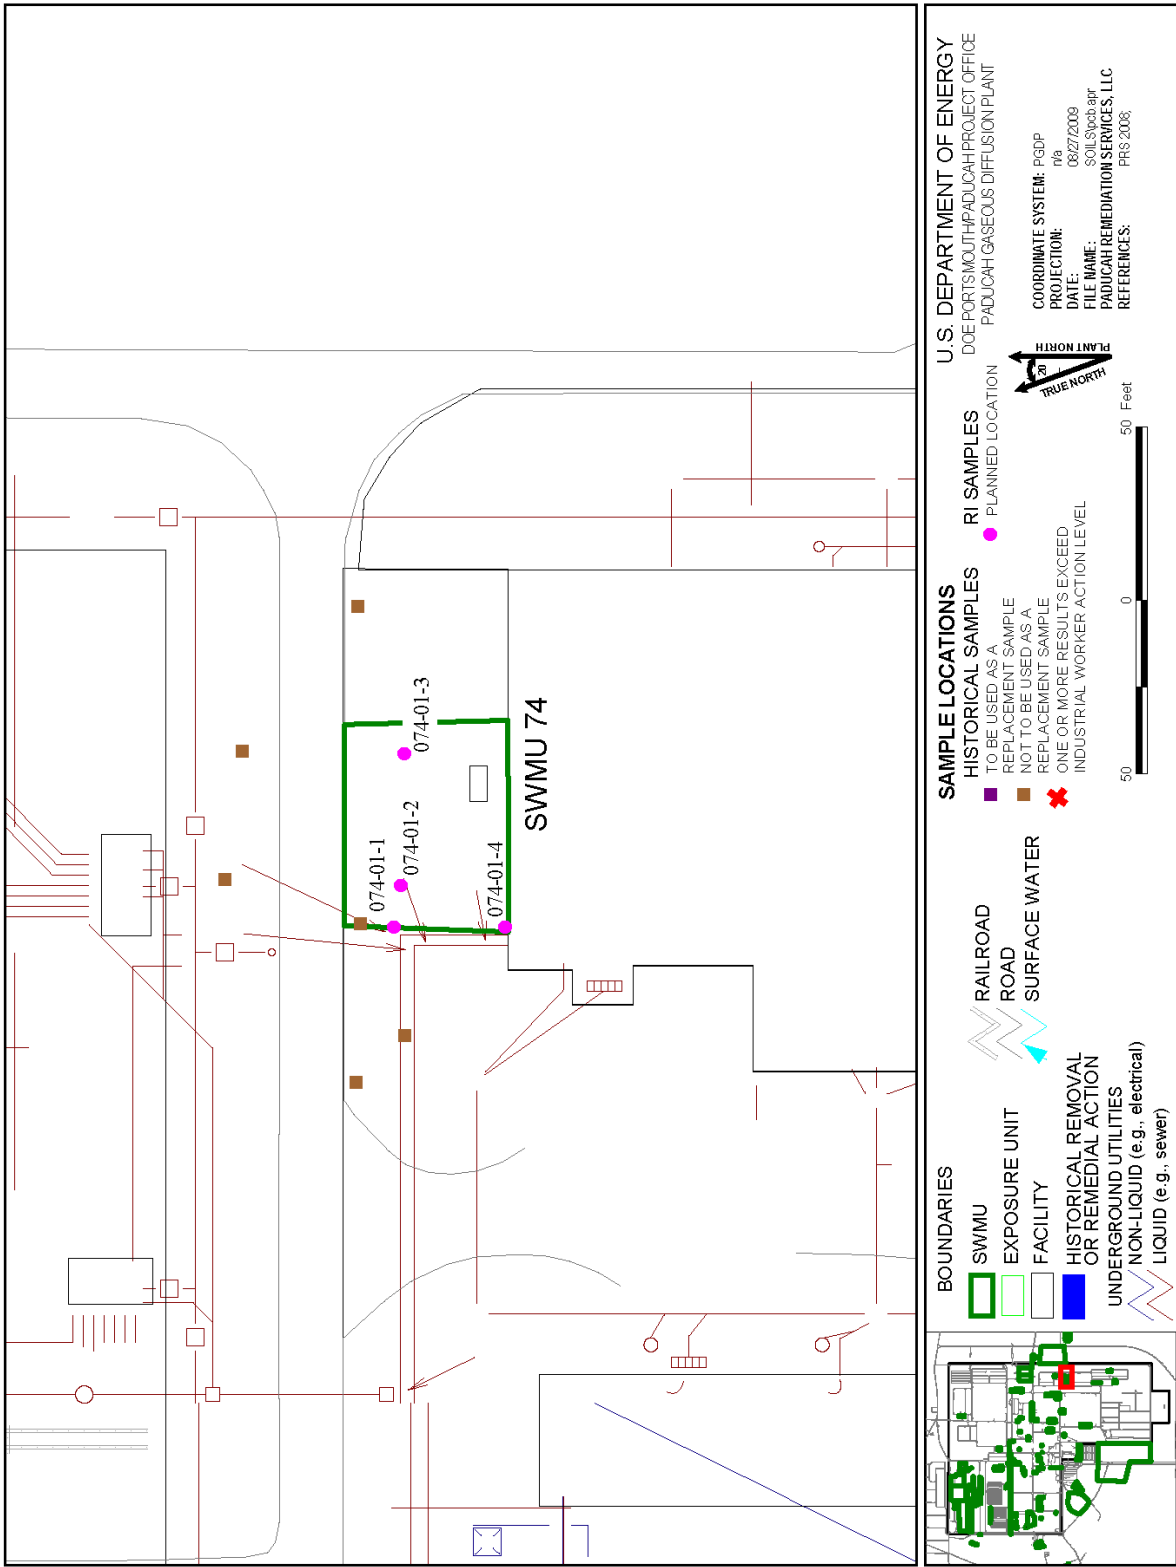 074-01-1
074-01-2
074-01-3
074-01-4
SWMU 74
BOUNDARIES
SWMU
EXPOSURE UNIT
FACILITY
HISTORICAL REMOVAL
OR REMEDIAL ACTION
UNDERGROUND UTILITIES
NON-LIQUID (e.g., electrical)
LIQUID (e.g., sewer)
RAILROAD
ROAD
SURFACE WATER
SAMPLE LOCATIONS
HISTORICAL SAMPLES
TO BE USED AS A
REPLACEMENT SAMPLE
NOT TO BE USED AS A
REPLACEMENT SAMPLE
ONE OR MORE RESULTS EXCEED
INDUSTRIAL WORKER ACTION LEVEL
RI SAMPLES
PLANNED LOCATION
50 0 50 Feet
TRUE NORTH
20
PLANT NORTH
U.S. DEPARTMENT OF ENERGY
DOE PORTSMOUTH/PADUCAH PROJECT OFFICE
PADUCAH GASEOUS DIFFUSION PLANT
COORDINATE SYSTEM: PGDP
PROJECTION: n/a
DATE: 08/27/2009
FILE NAME: SOILS\pcb.apr
PADUCAH REMEDIATION SERVICES, LLC
REFERENCES: PRS 2008;